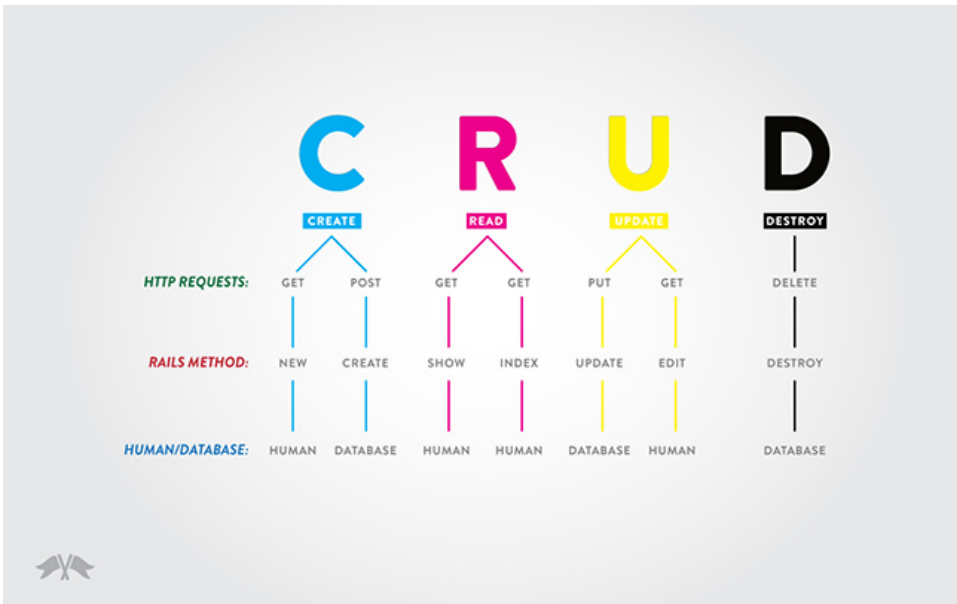 C R U D
CREATE READ UPDATE DESTROY
HTTP REQUESTS: GET POST GET GET PUT GET DELETE
RAILS METHOD: NEW CREATE SHOW INDEX UPDATE EDIT DESTROY
HUMAN/DATABASE: HUMAN DATABASE HUMAN HUMAN DATABASE HUMAN DATABASE